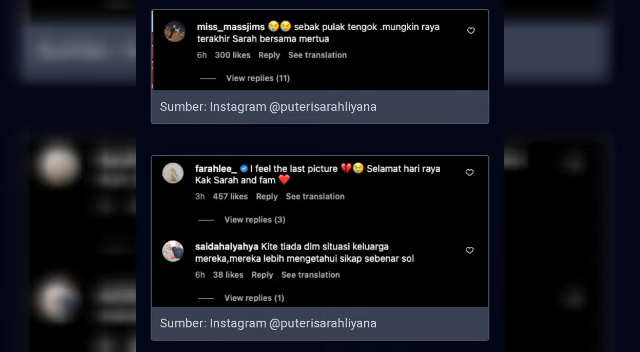 miss_massjims 😢😢 sebak pulak tengok .mungkin raya
terakhir Sarah bersama mertua
6h 300 likes Reply See translation
View replies (11)
Sumber: Instagram @puterisarahliyana
farahlee_ I feel the last picture 💔😢 Selamat hari raya
Kak Sarah and fam ❤️
3h 457 likes Reply See translation
View replies (3)
saidahalyahya Kite tiada dlm situasi keluarga
mereka,mereka lebih mengetahui sikap sebenar sol
6h 38 likes Reply See translation
View replies (1)
Sumber: Instagram @puterisarahliyana